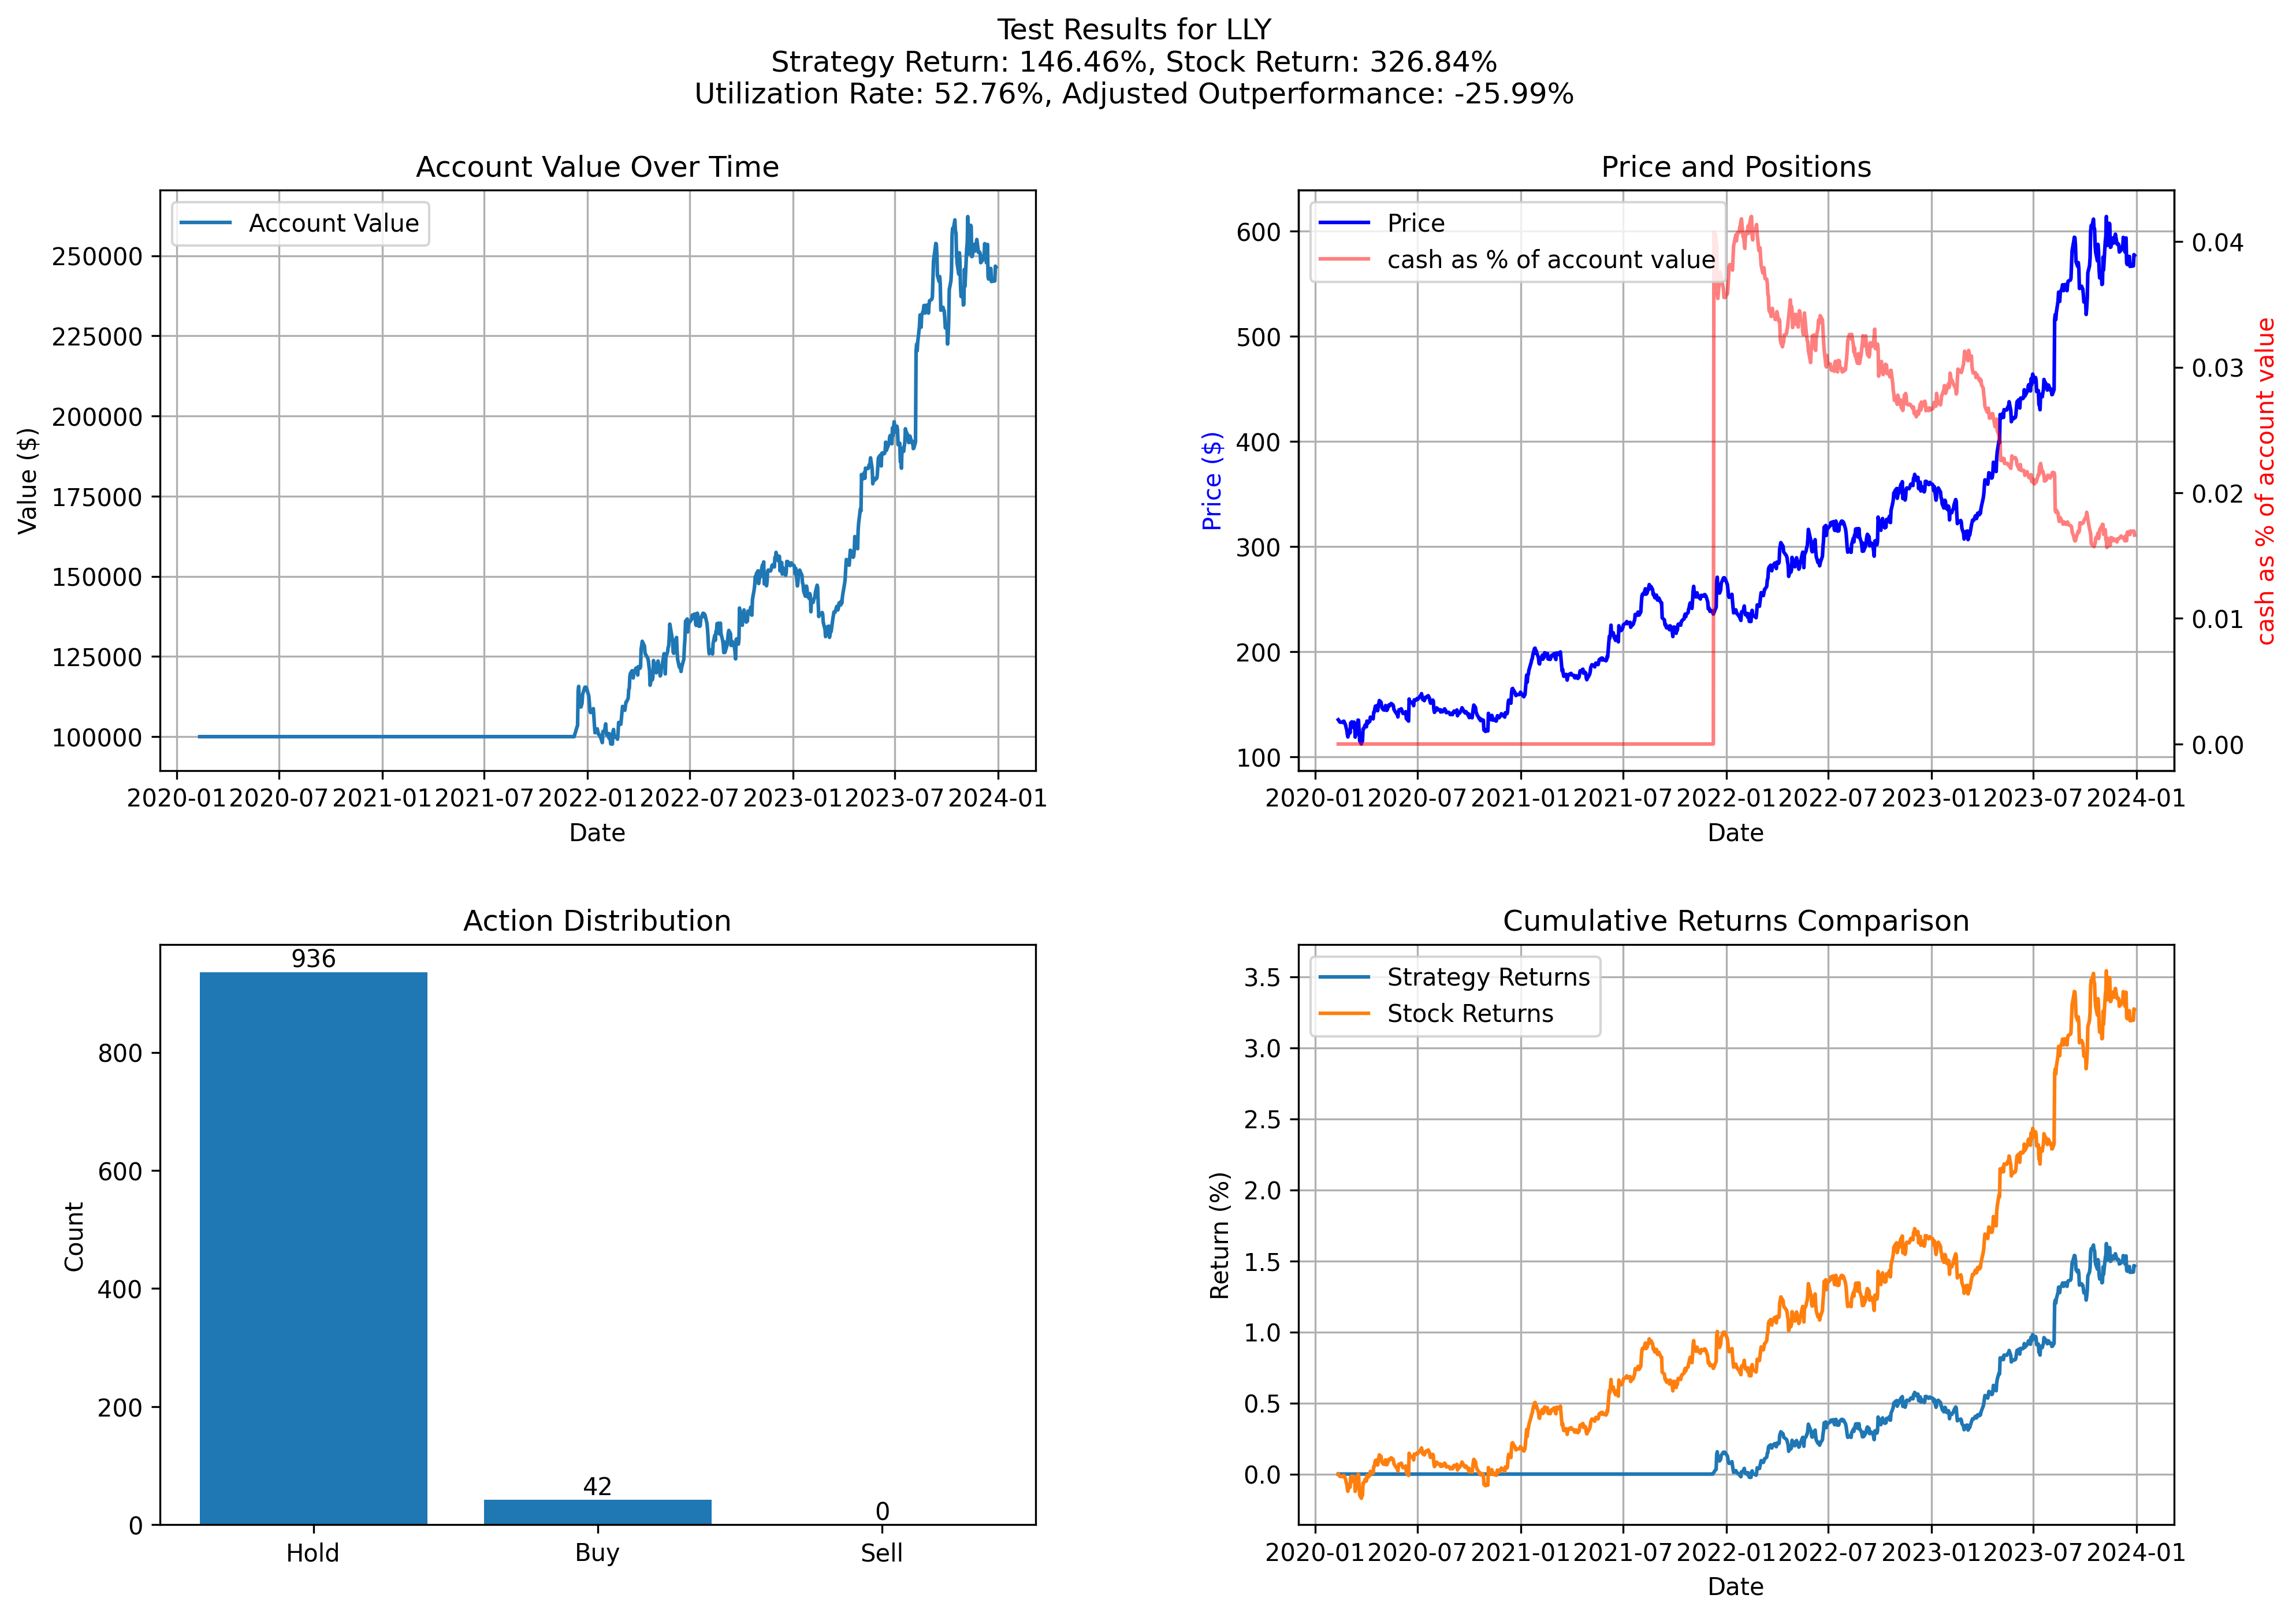 Test Results for LLY
Strategy Return: 146.46%, Stock Return: 326.84%
Utilization Rate: 52.76%, Adjusted Outperformance: -25.99%
Account Value Over Time
Account Value
250000
225000
200000
175000
150000
125000
100000
Value ($)
2020-01 2020-07 2021-01 2021-07 2022-01 2022-07 2023-01 2023-07 2024-01
Date
Price and Positions
Price
cash as % of account value
600
500
400
300
200
100
Price ($)
0.04
0.03
0.02
0.01
0.00
cash as % of account value
2020-01 2020-07 2021-01 2021-07 2022-01 2022-07 2023-01 2023-07 2024-01
Date
Action Distribution
936
42
0
800
600
400
200
0
Count
Hold Buy Sell
Cumulative Returns Comparison
Strategy Returns
Stock Returns
3.5
3.0
2.5
2.0
1.5
1.0
0.5
0.0
Return (%)
2020-01 2020-07 2021-01 2021-07 2022-01 2022-07 2023-01 2023-07 2024-01
Date